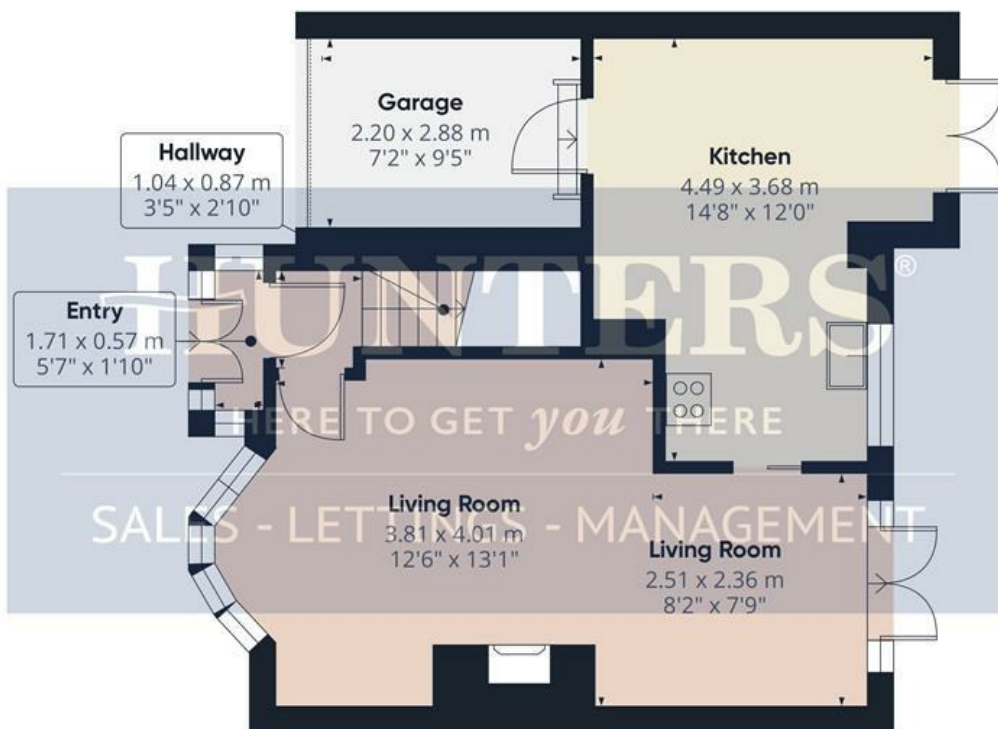 Garage
2.20 x 2.88 m
7'2" x 9'5"
Hallway
1.04 x 0.87 m
3'5" x 2'10"
Kitchen
4.49 x 3.68 m
14'8" x 12'0"
HUNTERS®
Entry
1.71 x 0.57 m
5'7" x 1'10"
HERE TO GET you THERE
Living Room
3.81 x 4.01 m
12'6" x 13'1"
SALES - LETTINGS - MANAGEMENT
Living Room
2.51 x 2.36 m
8'2" x 7'9"